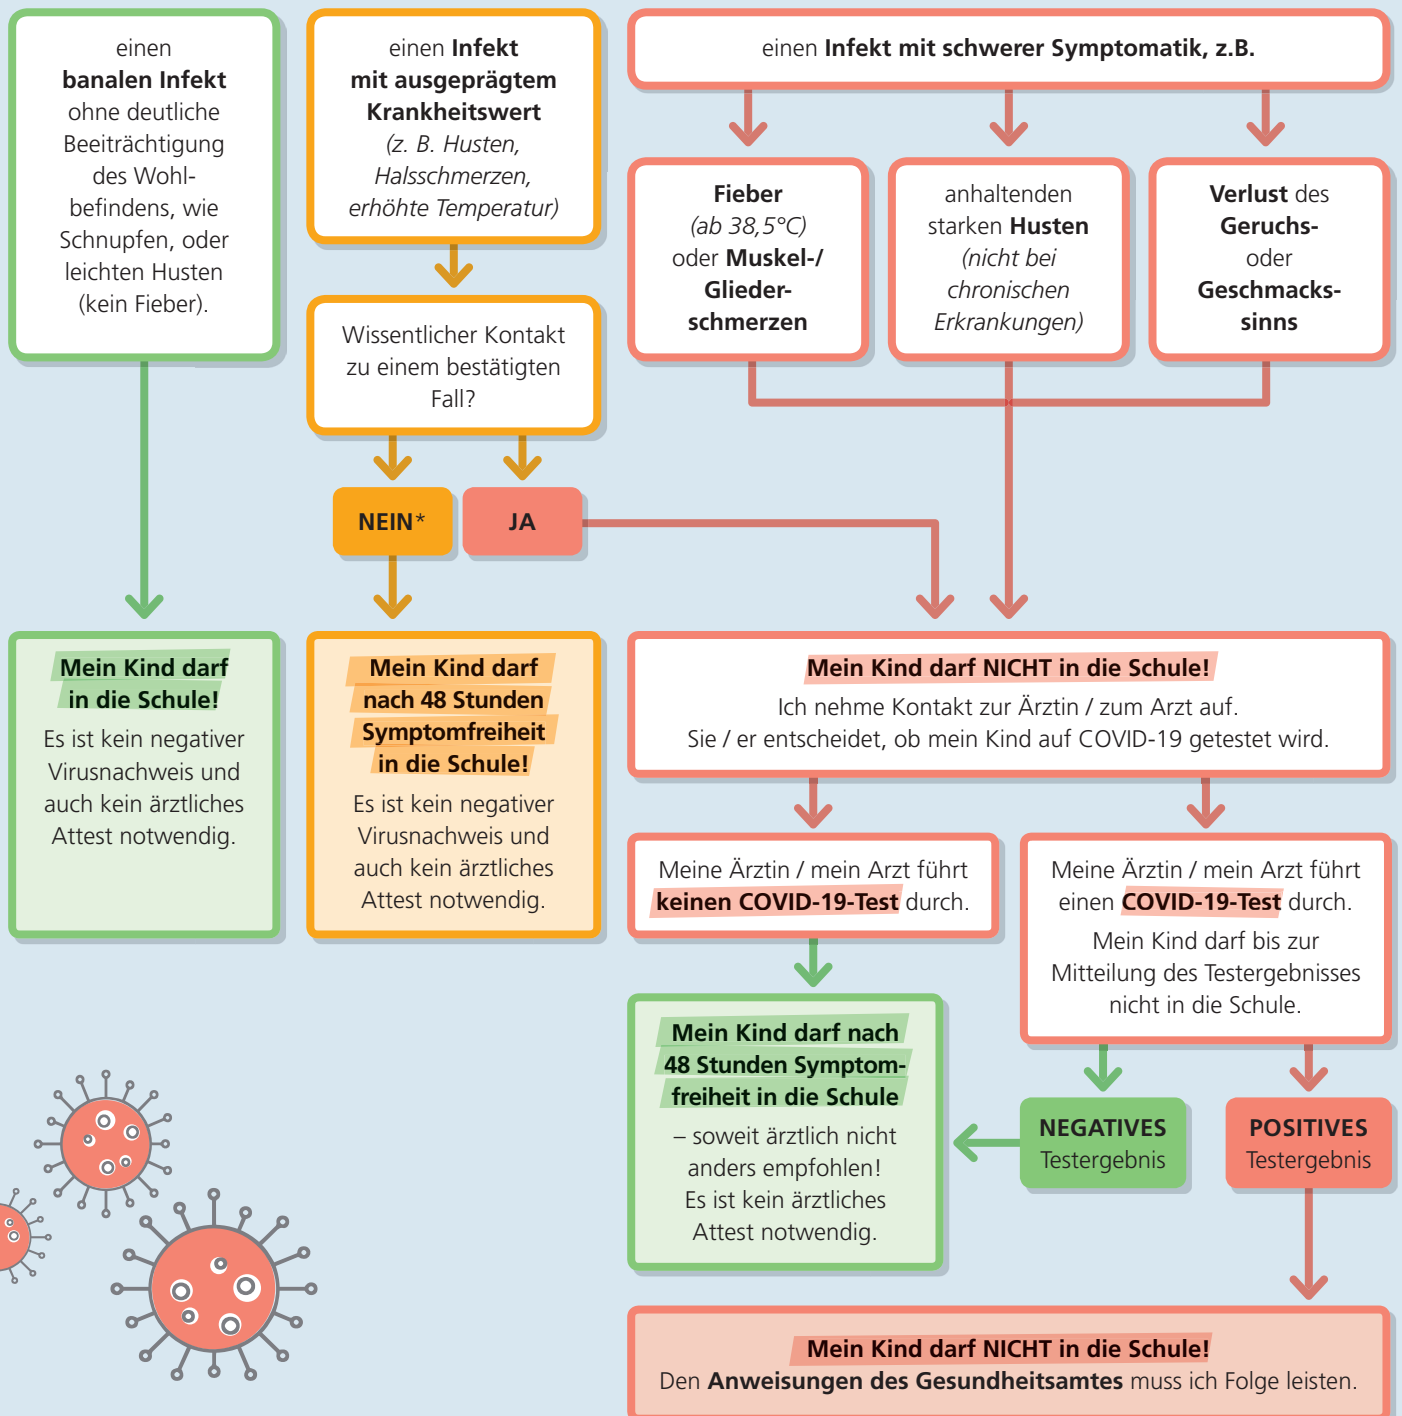 einen
banalen Infekt
ohne deutliche
Beeiträchtigung
des Wohl-
befindens, wie
Schnupfen, oder
leichten Husten
(kein Fieber).
einen Infekt
mit ausgeprägtem
Krankheitswert
(z. B. Husten,
Halsschmerzen,
erhöhte Temperatur)
einen Infekt mit schwerer Symptomatik, z.B.
Fieber
(ab 38,5°C)
oder Muskel-/
Glieder-
schmerzen
anhaltenden
starken Husten
(nicht bei
chronischen
Erkrankungen)
Verlust des
Geruchs-
oder
Geschmacks-
sinns
Wissentlicher Kontakt
zu einem bestätigten
Fall?
NEIN*
JA
Mein Kind darf
in die Schule!
Es ist kein negativer
Virusnachweis und
auch kein ärztliches
Attest notwendig.
Mein Kind darf
nach 48 Stunden
Symptomfreiheit
in die Schule!
Es ist kein negativer
Virusnachweis und
auch kein ärztliches
Attest notwendig.
Mein Kind darf NICHT in die Schule!
Ich nehme Kontakt zur Ärztin / zum Arzt auf.
Sie / er entscheidet, ob mein Kind auf COVID-19 getestet wird.
Meine Ärztin / mein Arzt führt
keinen COVID-19-Test durch.
Meine Ärztin / mein Arzt führt
einen COVID-19-Test durch.
Mein Kind darf bis zur
Mitteilung des Testergebnisses
nicht in die Schule.
Mein Kind darf nach
48 Stunden Symptom-
freiheit in die Schule
– soweit ärztlich nicht
anders empfohlen!
Es ist kein ärztliches
Attest notwendig.
NEGATIVES
Testergebnis
POSITIVES
Testergebnis
Mein Kind darf NICHT in die Schule!
Den Anweisungen des Gesundheitsamtes muss ich Folge leisten.